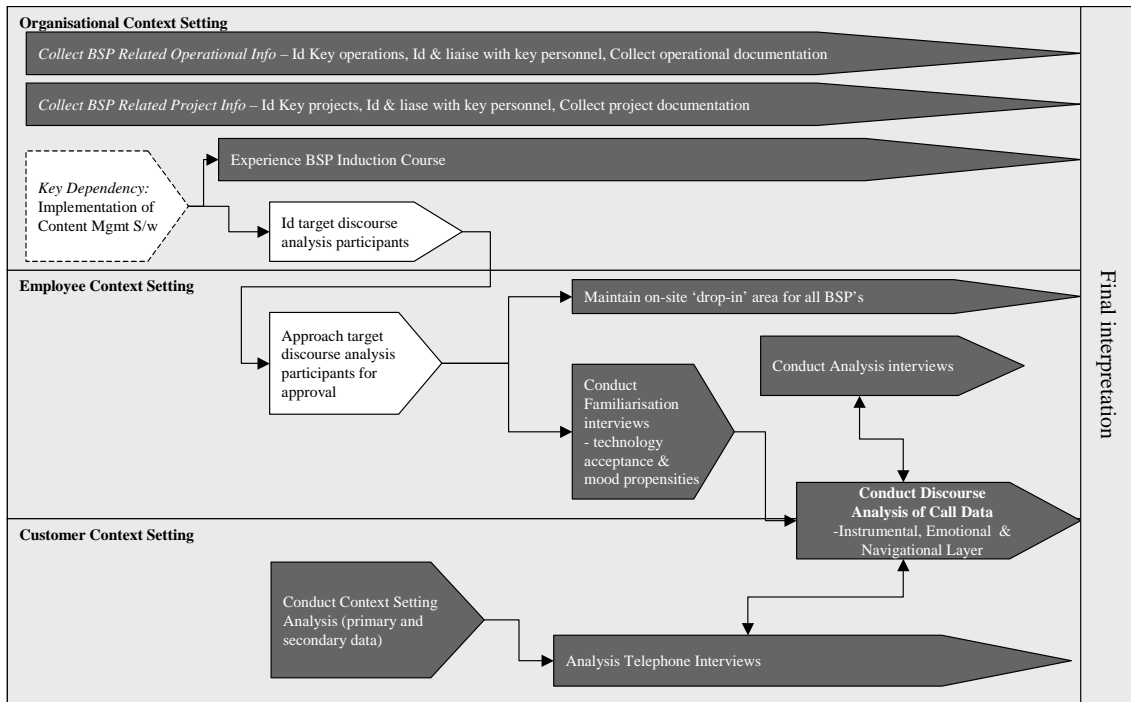 Organisational Context Setting
Collect BSP Related Operational Info – Id Key operations, Id & liaise with key personnel, Collect operational documentation
Collect BSP Related Project Info – Id Key projects, Id & liase with key personnel, Collect project documentation
Experience BSP Induction Course
Key Dependency:
Implementation of
Content Mgmt S/w
Id target discourse
analysis participants
Employee Context Setting
Maintain on-site ‘drop-in’ area for all BSP’s
Approach target
discourse analysis
participants for
approval
Conduct Analysis interviews
Conduct
Familiarisation
interviews
- technology
acceptance &
mood propensities
Conduct Discourse
Analysis of Call Data
-Instrumental, Emotional &
Navigational Layer
Customer Context Setting
Conduct Context Setting
Analysis (primary and
secondary data)
Analysis Telephone Interviews
Final interpretation